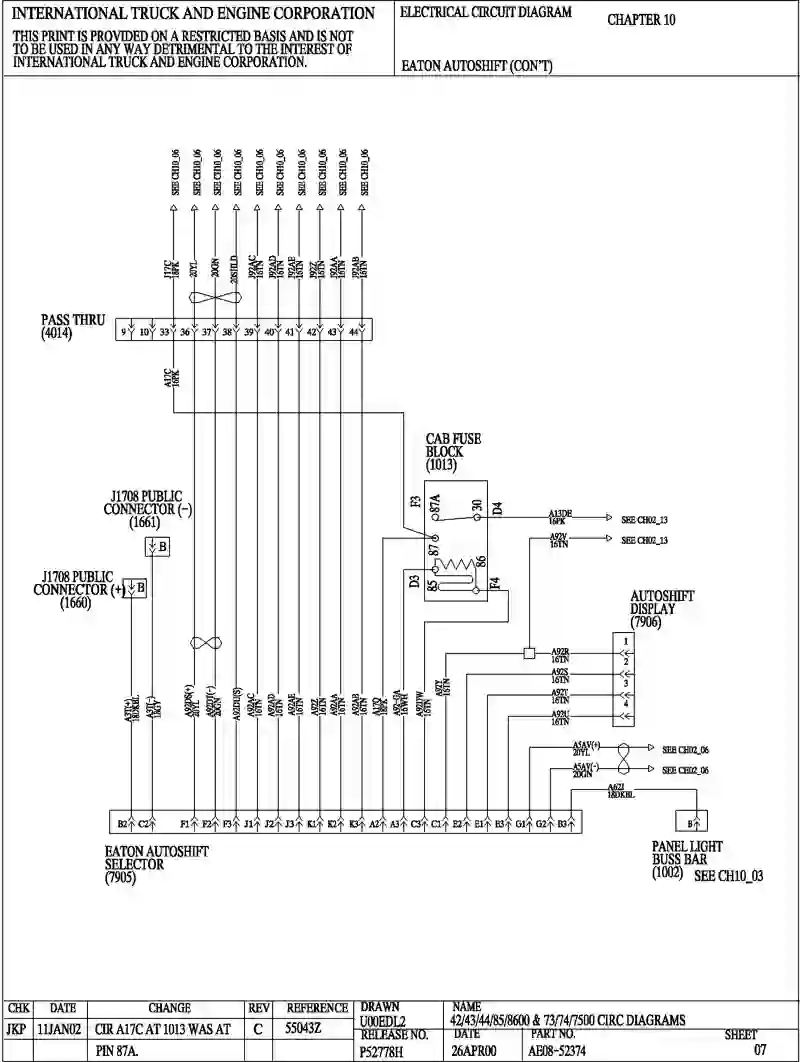 INTERNATIONAL TRUCK AND ENGINE CORPORATION
THIS PRINT IS PROVIDED ON A RESTRICTED BASIS AND IS NOT
TO BE USED IN ANY WAY DETRIMENTAL TO THE INTEREST OF
INTERNATIONAL TRUCK AND ENGINE CORPORATION.
ELECTRICAL CIRCUIT DIAGRAM
CHAPTER 10
EATON AUTOSHIFT (CON'T)
SEE CH10_06
SEE CH10_06
SEE CH10_06
SEE CH10_06
SEE CH10_06
SEE CH10_06
SEE CH10_06
SEE CH10_06
SEE CH10_06
SEE CH10_06
J17C
16PK
20YL
20GN
20SHLD
J92AC
16TN
J92AD
16TN
J92AE
16TN
J92Z
16TN
J92AA
16TN
J92AB
16TN
PASS THRU
(4014)
9
10
33
36
37
38
39
40
41
42
43
44
A17C
16PK
CAB FUSE
BLOCK
(1013)
F3
87A
30
D4
87
86
D3
85
F4
A13DE
16PK
SEE CH02_13
A92V
16TN
SEE CH02_13
J1708 PUBLIC
CONNECTOR (-)
(1661)
B
J1708 PUBLIC
CONNECTOR (+)
(1660)
B
AUTOSHIFT
DISPLAY
(7906)
1
2
3
4
A92R
16TN
A92S
16TN
A92T
16TN
A92U
16TN
18DKBL
18GY
20YL
20GN
A92DU(S)
A92AC
16TN
A92AD
16TN
A92AE
16TN
A92Z
16TN
A92AA
16TN
A92AB
16TN
A17D
18PK
A92-GA
16WH
16TN
A92Y
16TN
A5AV(+)
20YL
SEE CH02_06
A5AV(-)
20GN
SEE CH02_06
A62J
18DKBL
B2
C2
F1
F2
F3
J1
J2
J3
K1
K2
K3
A2
A3
C3
C1
E2
E1
E3
G1
G2
B3
B
EATON AUTOSHIFT
SELECTOR
(7905)
PANEL LIGHT
BUSS BAR
(1002) SEE CH10_03
CHK DATE CHANGE REV REFERENCE
JKP 11JAN02 CIR A17C AT 1013 WAS AT C 55043Z
PIN 87A.
DRAWN
U00EDL2
RELEASE NO.
P52778H
NAME
42/43/44/85/8600 & 73/74/7500 CIRC DIAGRAMS
DATE
26APR00
PART NO.
AE08-52374
SHEET
07